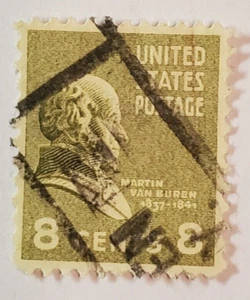 UNITED
STATES
POSTAGE
MARTIN
VAN BUREN
1837-1841
8 CENTS 8